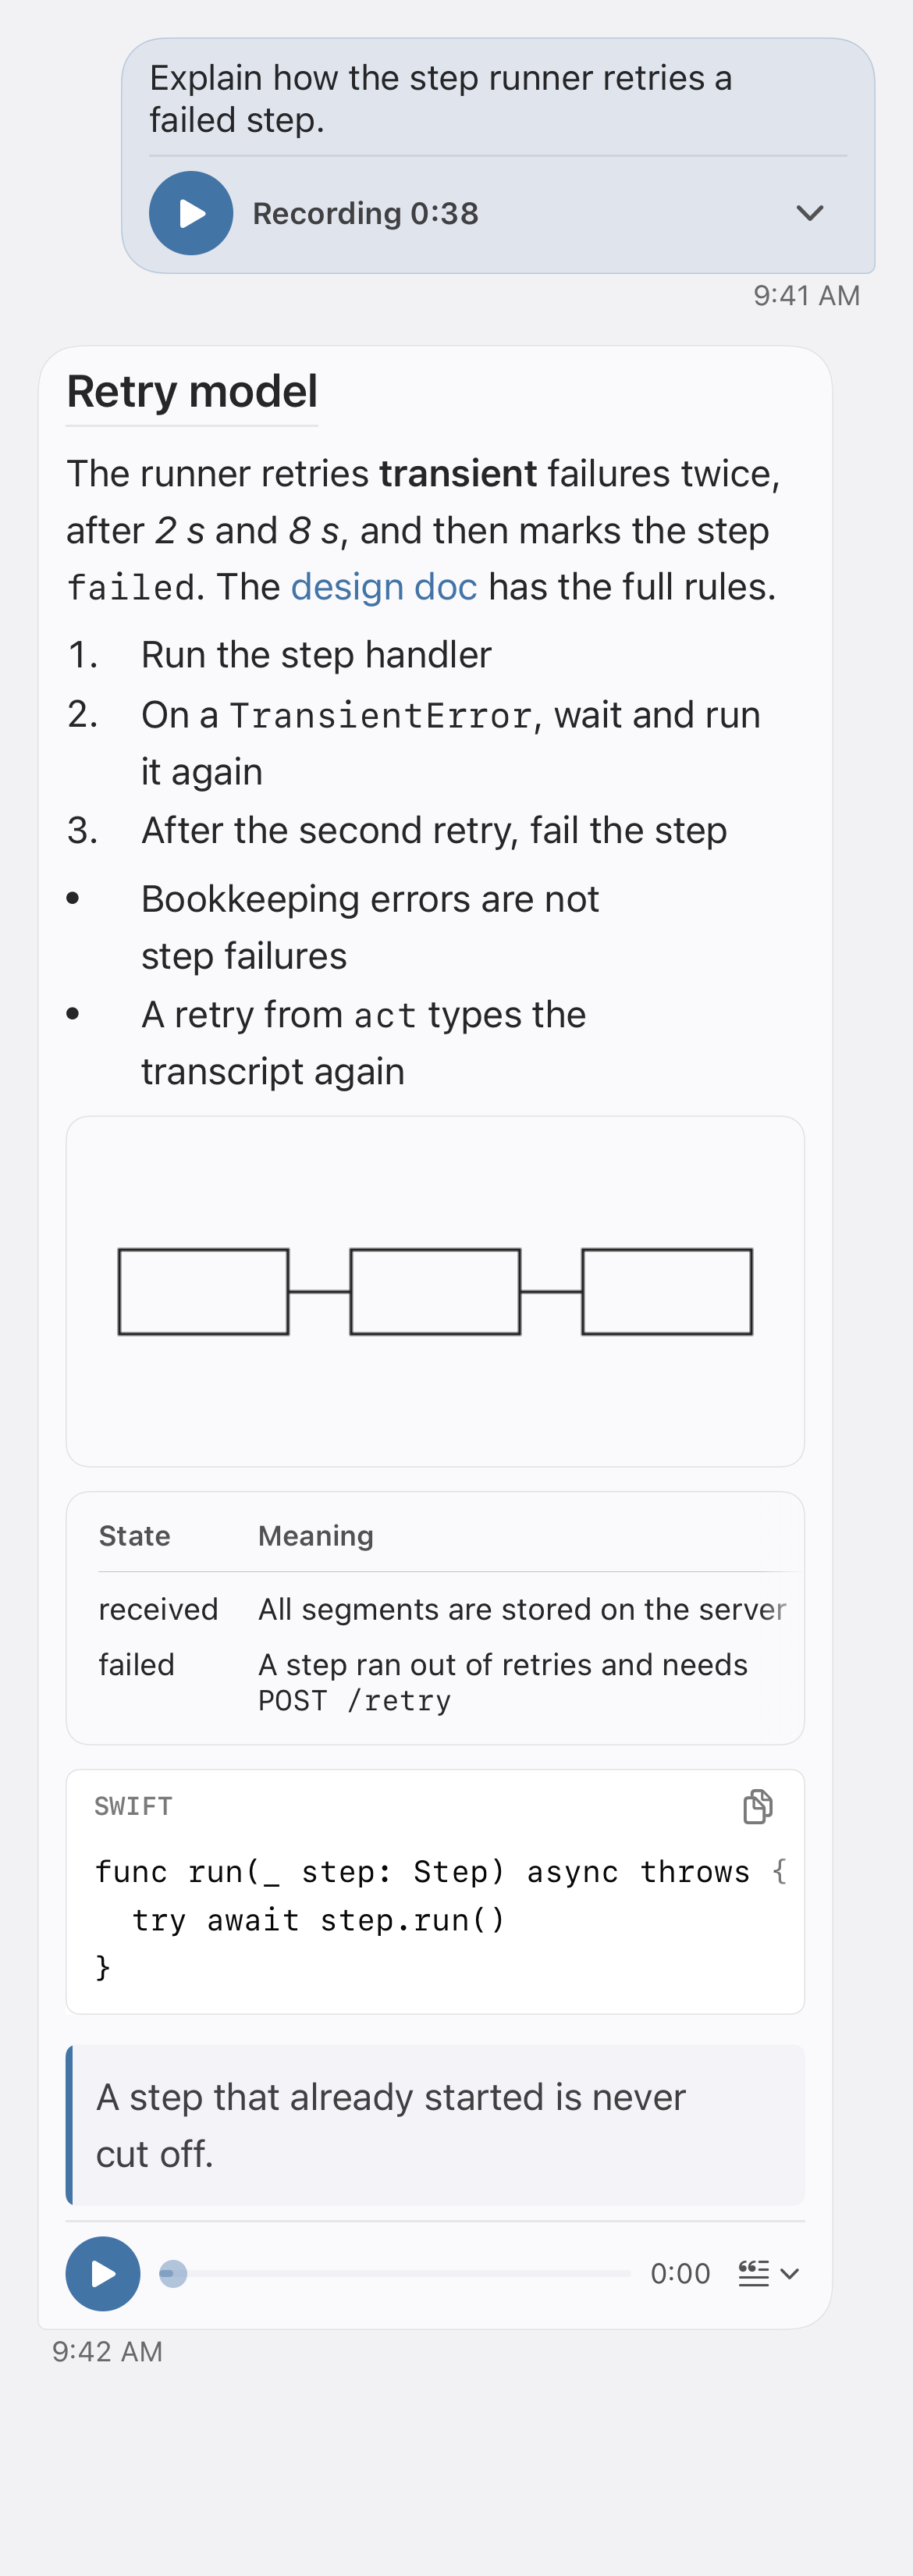 Explain how the step runner retries a
failed step.
Recording 0:38
9:41 AM
Retry model
The runner retries transient failures twice,
after 2 s and 8 s, and then marks the step
failed. The design doc has the full rules.
1. Run the step handler
2. On a TransientError, wait and run
it again
3. After the second retry, fail the step
• Bookkeeping errors are not
step failures
• A retry from act types the
transcript again
State Meaning
received All segments are stored on the server
failed A step ran out of retries and needs
POST /retry
SWIFT
func run(_ step: Step) async throws {
  try await step.run()
}
A step that already started is never
cut off.
0:00
9:42 AM